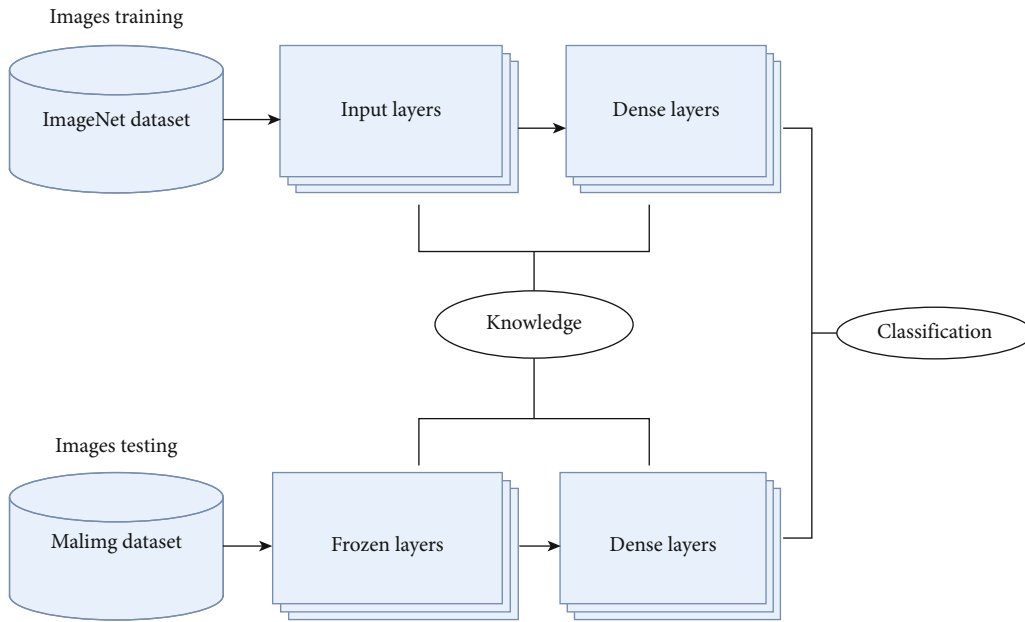 Images training
ImageNet dataset
Input layers
Dense layers
Knowledge
Classification
Images testing
Malimg dataset
Frozen layers
Dense layers